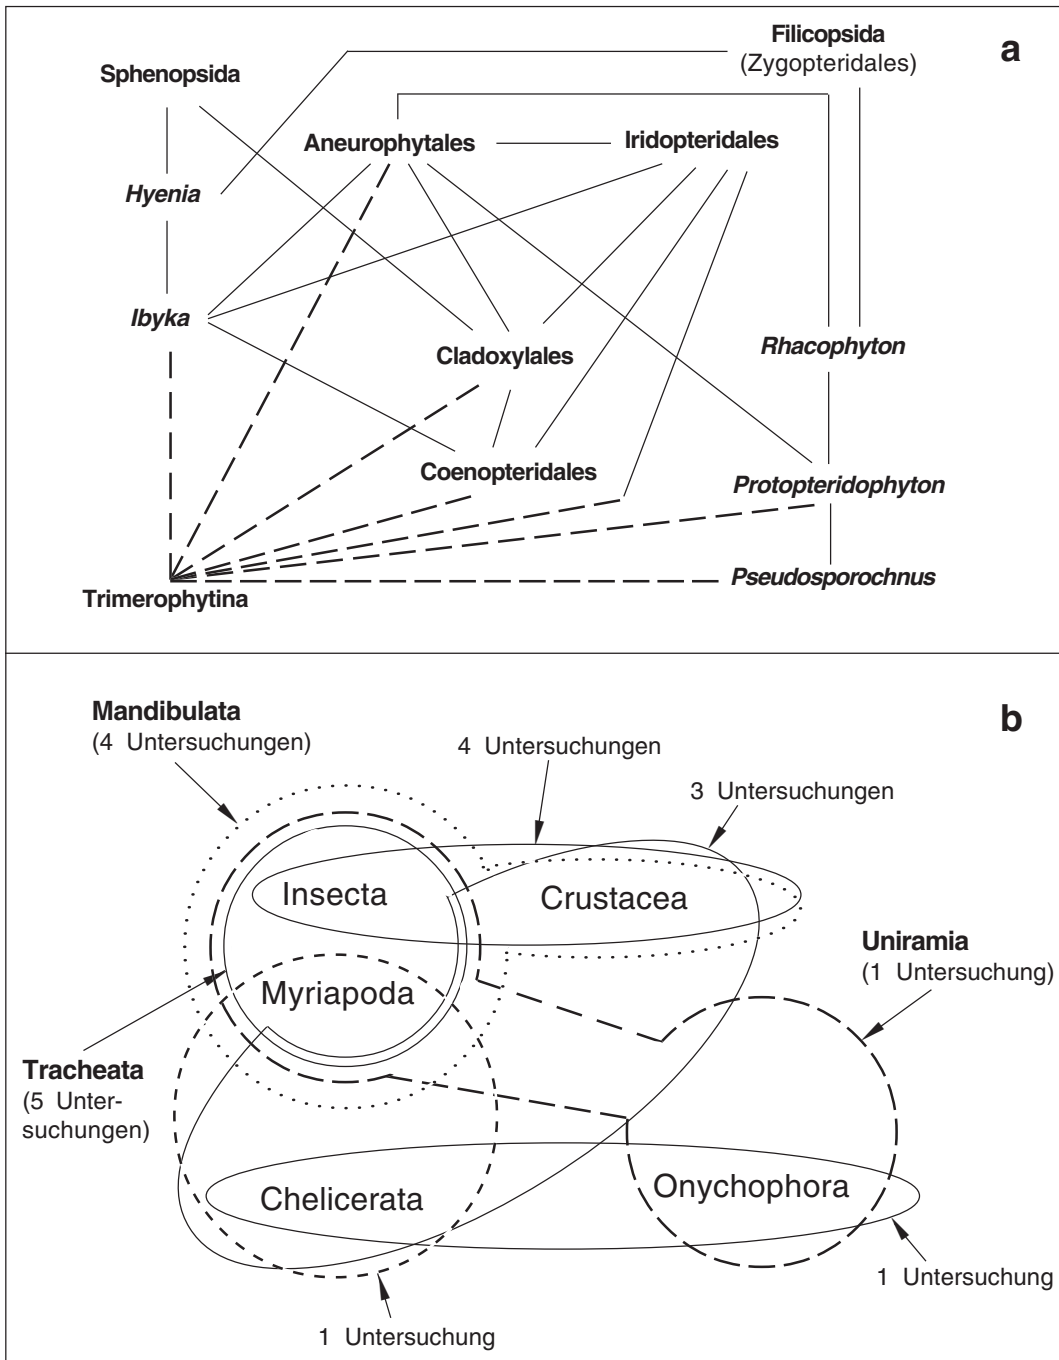 a
Filicopsida
(Zygopteridales)
Sphenopsida
Aneurophytales
Iridopteridales
Hyenia
Ibyka
Cladoxylales
Rhacophyton
Coenopteridales
Protopteridophyton
Pseudosporochnus
Trimerophytina
b
Mandibulata
(4 Untersuchungen)
4 Untersuchungen
3 Untersuchungen
Insecta
Crustacea
Uniramia
(1 Untersuchung)
Myriapoda
Tracheata
(5 Unter-
suchungen)
Chelicerata
Onychophora
1 Untersuchung
1 Untersuchung